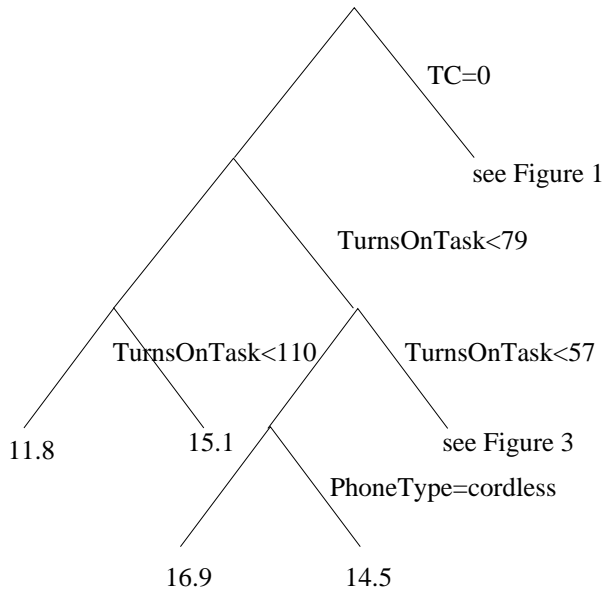 TC=0
see Figure 1
TurnsOnTask<79
TurnsOnTask<110
TurnsOnTask<57
11.8
15.1
see Figure 3
PhoneType=cordless
16.9
14.5